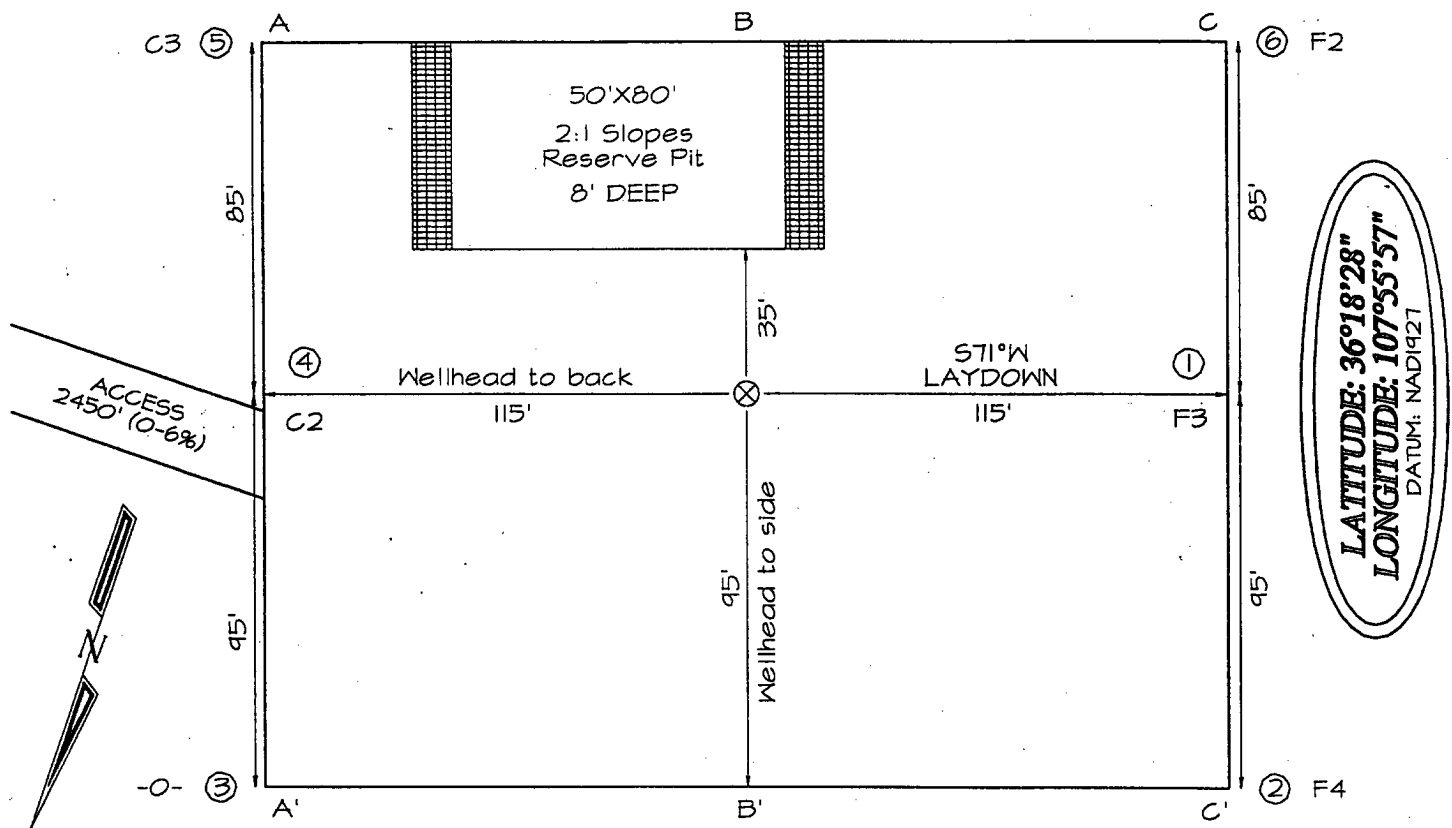 A
B
C
C3 ⑤
⑥ F2
50'X80'
2:1 Slopes
Reserve Pit
8' DEEP
85'
85'
35'
④
Wellhead to back
115'
C2
S71°W
LAYDOWN
115'
①
F3
ACCESS
2450' (0-6%)
N
95'
95'
Wellhead to side
95'
LATITUDE: 36°18'28"
LONGITUDE: 107°55'57"
DATUM: NAD1927
-0- ③
② F4
A'
B'
C'